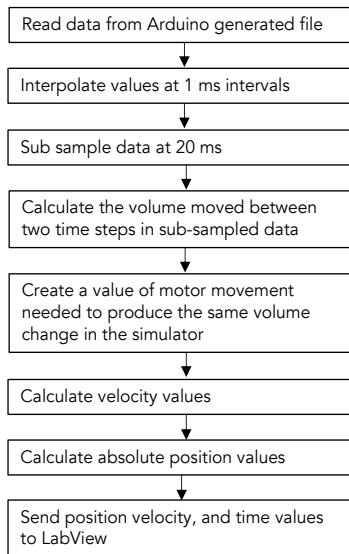 Read data from Arduino generated file
Interpolate values at 1 ms intervals
Sub sample data at 20 ms
Calculate the volume moved between
two time steps in sub-sampled data
Create a value of motor movement
needed to produce the same volume
change in the simulator
Calculate velocity values
Calculate absolute position values
Send position velocity, and time values
to LabView